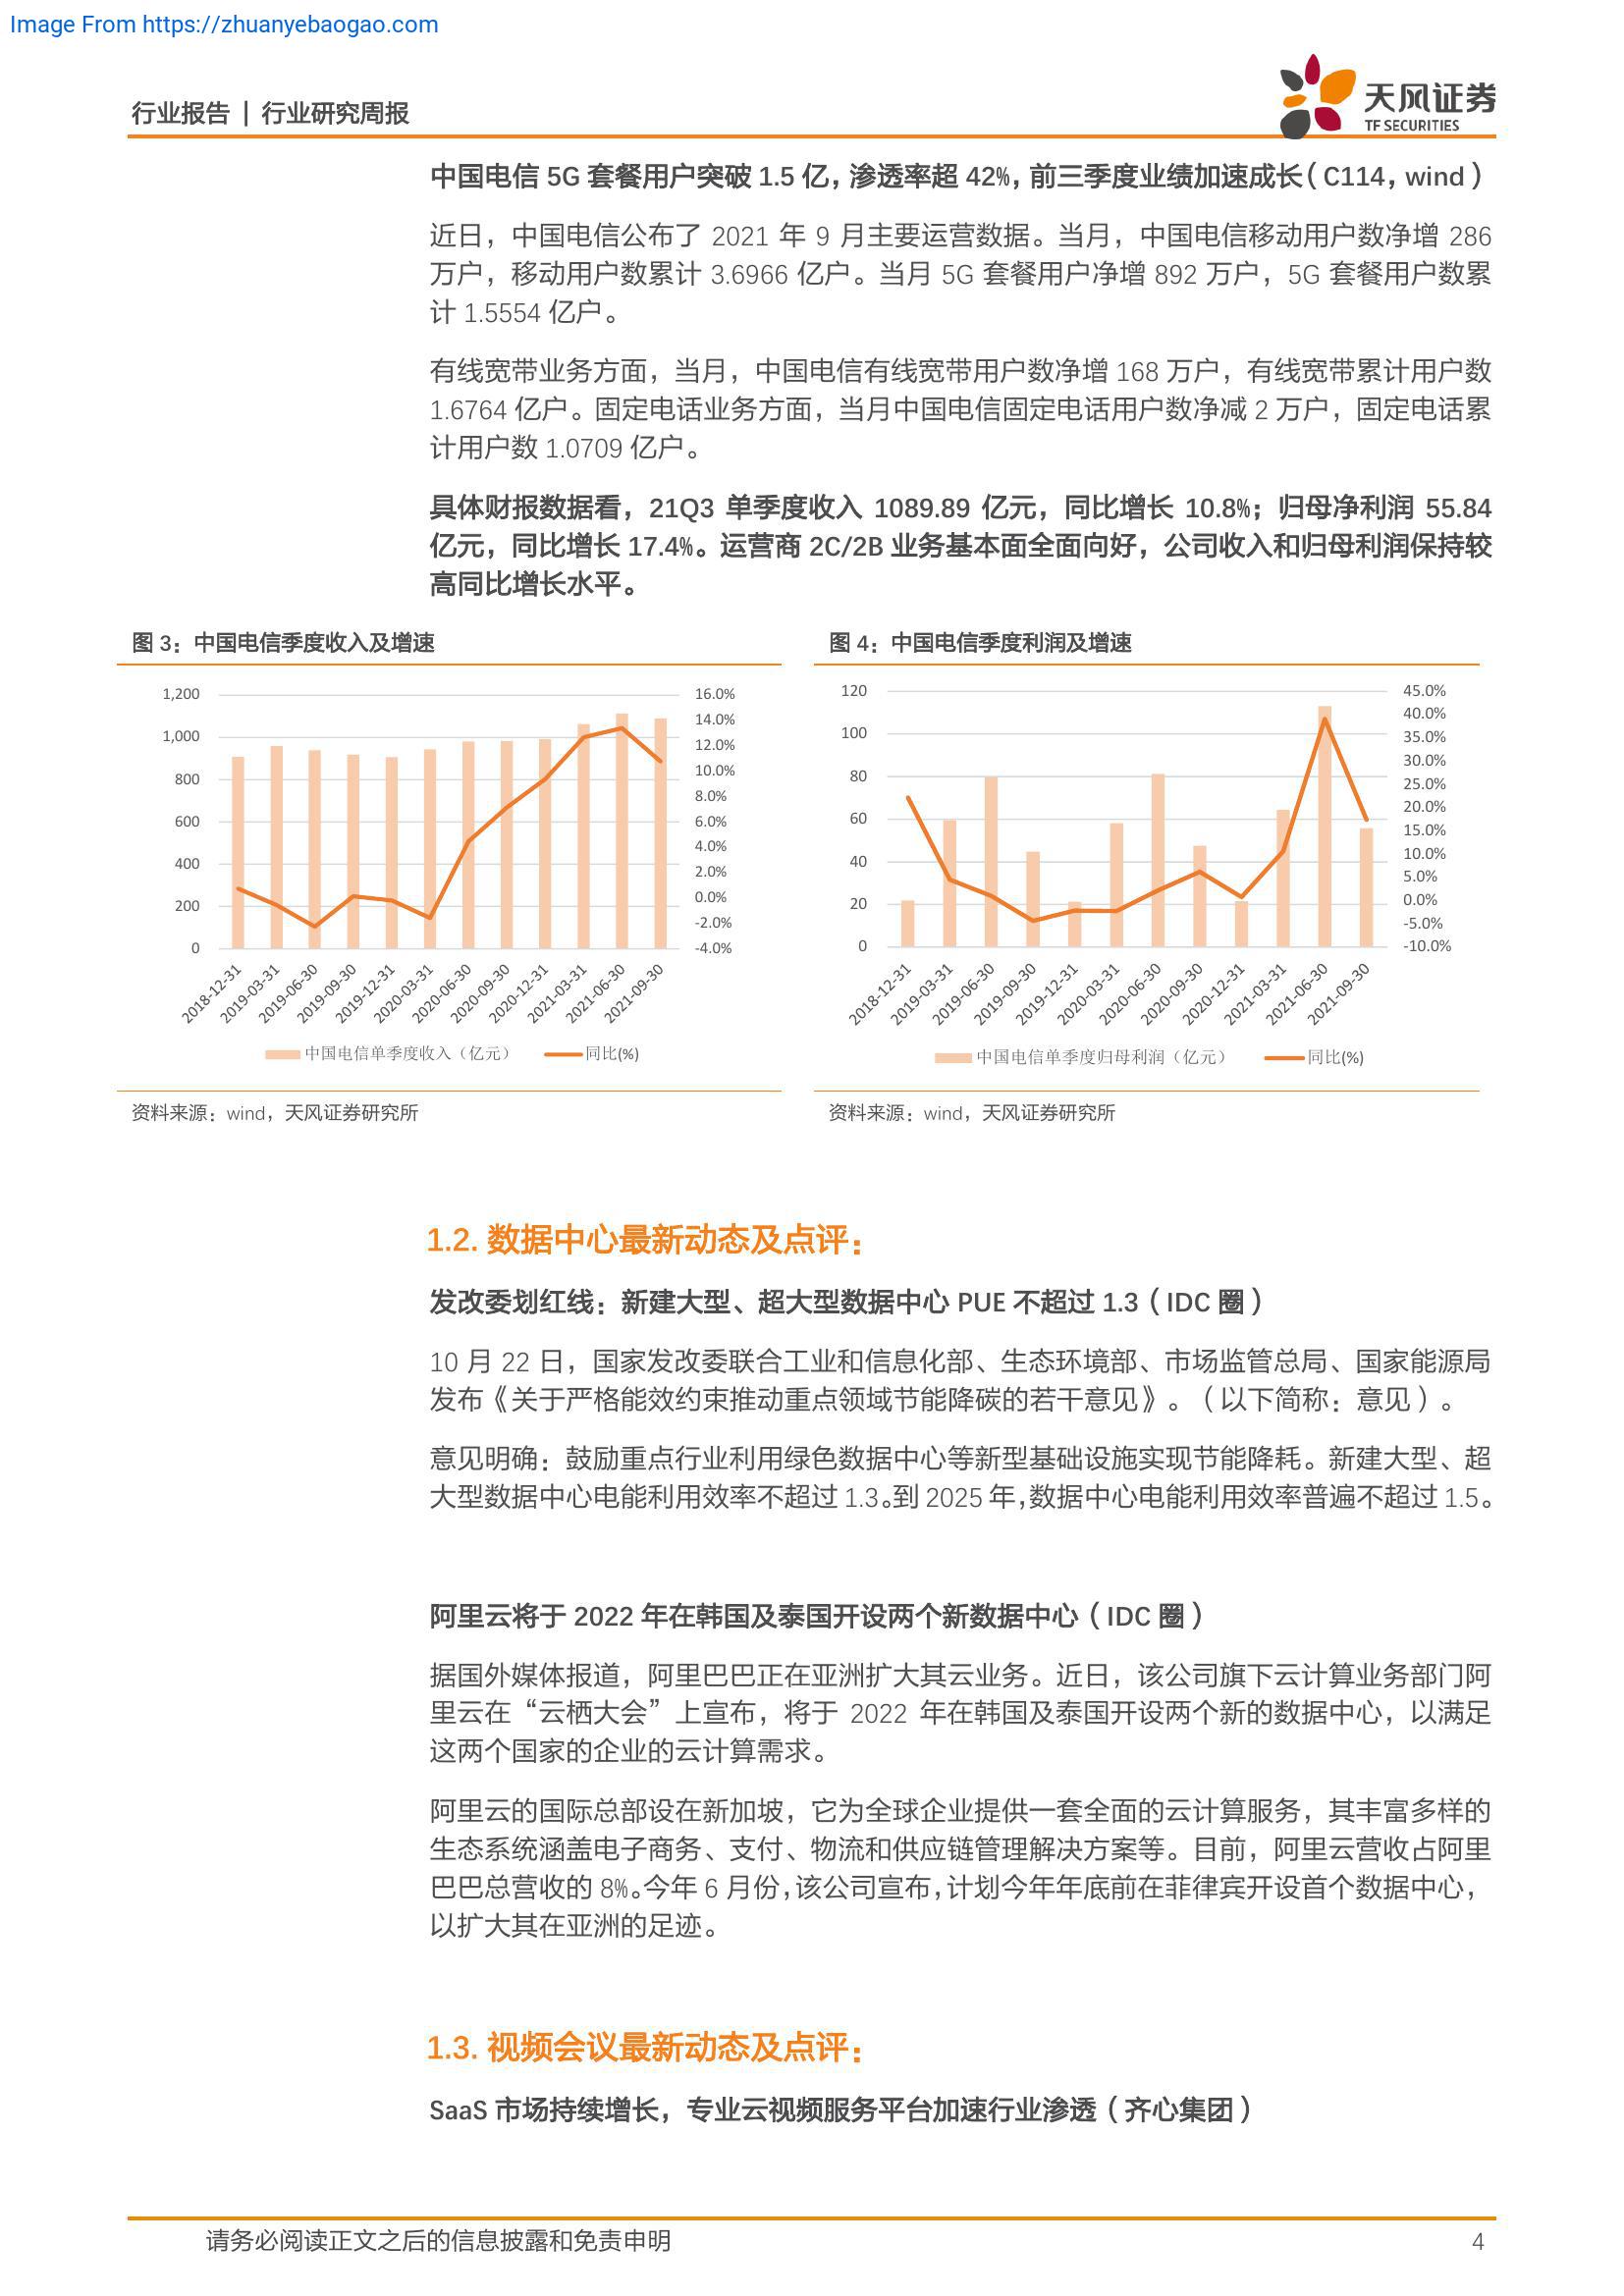 Image From https://zhuanyebaogao.com
行业报告 | 行业研究周报
天风证券
TF SECURITIES
中国电信 5G 套餐用户突破 1.5 亿，渗透率超 42%，前三季度业绩加速成长（C114，wind）
近日，中国电信公布了 2021 年 9 月主要运营数据。当月，中国电信移动用户数净增 286
万户，移动用户数累计 3.6966 亿户。当月 5G 套餐用户净增 892 万户，5G 套餐用户数累
计 1.5554 亿户。
有线宽带业务方面，当月，中国电信有线宽带用户数净增 168 万户，有线宽带累计用户数
1.6764 亿户。固定电话业务方面，当月中国电信固定电话用户数净减 2 万户，固定电话累
计用户数 1.0709 亿户。
具体财报数据看，21Q3 单季度收入 1089.89 亿元，同比增长 10.8%；归母净利润 55.84
亿元，同比增长 17.4%。运营商 2C/2B 业务基本面全面向好，公司收入和归母利润保持较
高同比增长水平。
图 3：中国电信季度收入及增速
1,200
1,000
800
600
400
200
0
16.0%
14.0%
12.0%
10.0%
8.0%
6.0%
4.0%
2.0%
0.0%
-2.0%
-4.0%
2018-12-31
2019-03-31
2019-06-30
2019-09-30
2019-12-31
2020-03-31
2020-06-30
2020-09-30
2020-12-31
2021-03-31
2021-06-30
2021-09-30
中国电信单季度收入（亿元） 同比(%)
资料来源：wind，天风证券研究所
图 4：中国电信季度利润及增速
120
100
80
60
40
20
0
45.0%
40.0%
35.0%
30.0%
25.0%
20.0%
15.0%
10.0%
5.0%
0.0%
-5.0%
-10.0%
2018-12-31
2019-03-31
2019-06-30
2019-09-30
2019-12-31
2020-03-31
2020-06-30
2020-09-30
2020-12-31
2021-03-31
2021-06-30
2021-09-30
中国电信单季度归母利润（亿元） 同比(%)
资料来源：wind，天风证券研究所
1.2. 数据中心最新动态及点评：
发改委划红线：新建大型、超大型数据中心 PUE 不超过 1.3（IDC 圈）
10 月 22 日，国家发改委联合工业和信息化部、生态环境部、市场监管总局、国家能源局
发布《关于严格能效约束推动重点领域节能降碳的若干意见》。（以下简称：意见）。
意见明确：鼓励重点行业利用绿色数据中心等新型基础设施实现节能降耗。新建大型、超
大型数据中心电能利用效率不超过 1.3。到 2025 年，数据中心电能利用效率普遍不超过 1.5。
阿里云将于 2022 年在韩国及泰国开设两个新数据中心（IDC 圈）
据国外媒体报道，阿里巴巴正在亚洲扩大其云业务。近日，该公司旗下云计算业务部门阿
里云在“云栖大会”上宣布，将于 2022 年在韩国及泰国开设两个新的数据中心，以满足
这两个国家的企业的云计算需求。
阿里云的国际总部设在新加坡，它为全球企业提供一套全面的云计算服务，其丰富多样的
生态系统涵盖电子商务、支付、物流和供应链管理解决方案等。目前，阿里云营收占阿里
巴巴总营收的 8%。今年 6 月份，该公司宣布，计划今年年底前在菲律宾开设首个数据中心，
以扩大其在亚洲的足迹。
1.3. 视频会议最新动态及点评：
SaaS 市场持续增长，专业云视频服务平台加速行业渗透（齐心集团）
请务必阅读正文之后的信息披露和免责申明
4